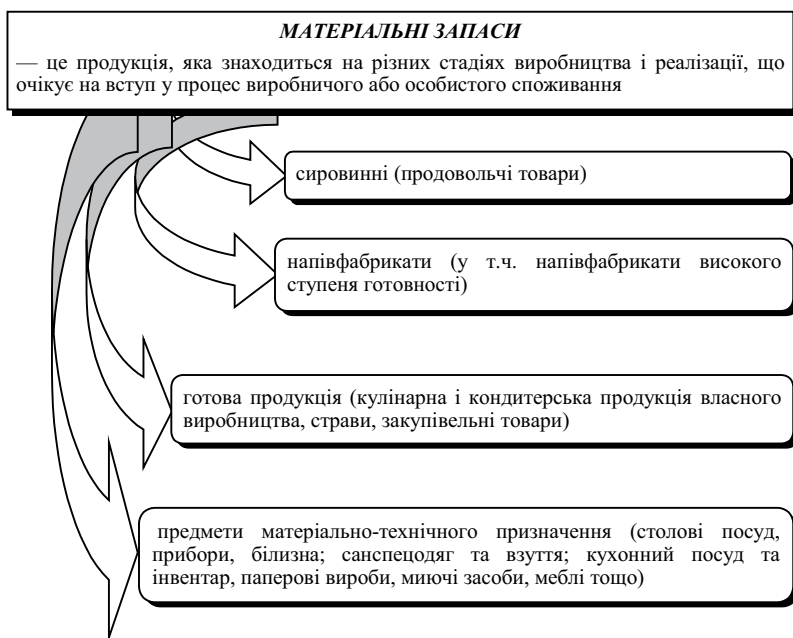 МАТЕРІАЛЬНІ ЗАПАСИ
— це продукція, яка знаходиться на різних стадіях виробництва і реалізації, що
очікує на вступ у процес виробничого або особистого споживання
сировинні (продовольчі товари)
напівфабрикати (у т.ч. напівфабрикати високого
ступеня готовності)
готова продукція (кулінарна і кондитерська продукція власного
виробництва, страви, закупівельні товари)
предмети матеріально-технічного призначення (столові посуд,
прибори, білизна; санспецодяг та взуття; кухонний посуд та
інвентар, паперові вироби, миючі засоби, меблі тощо)